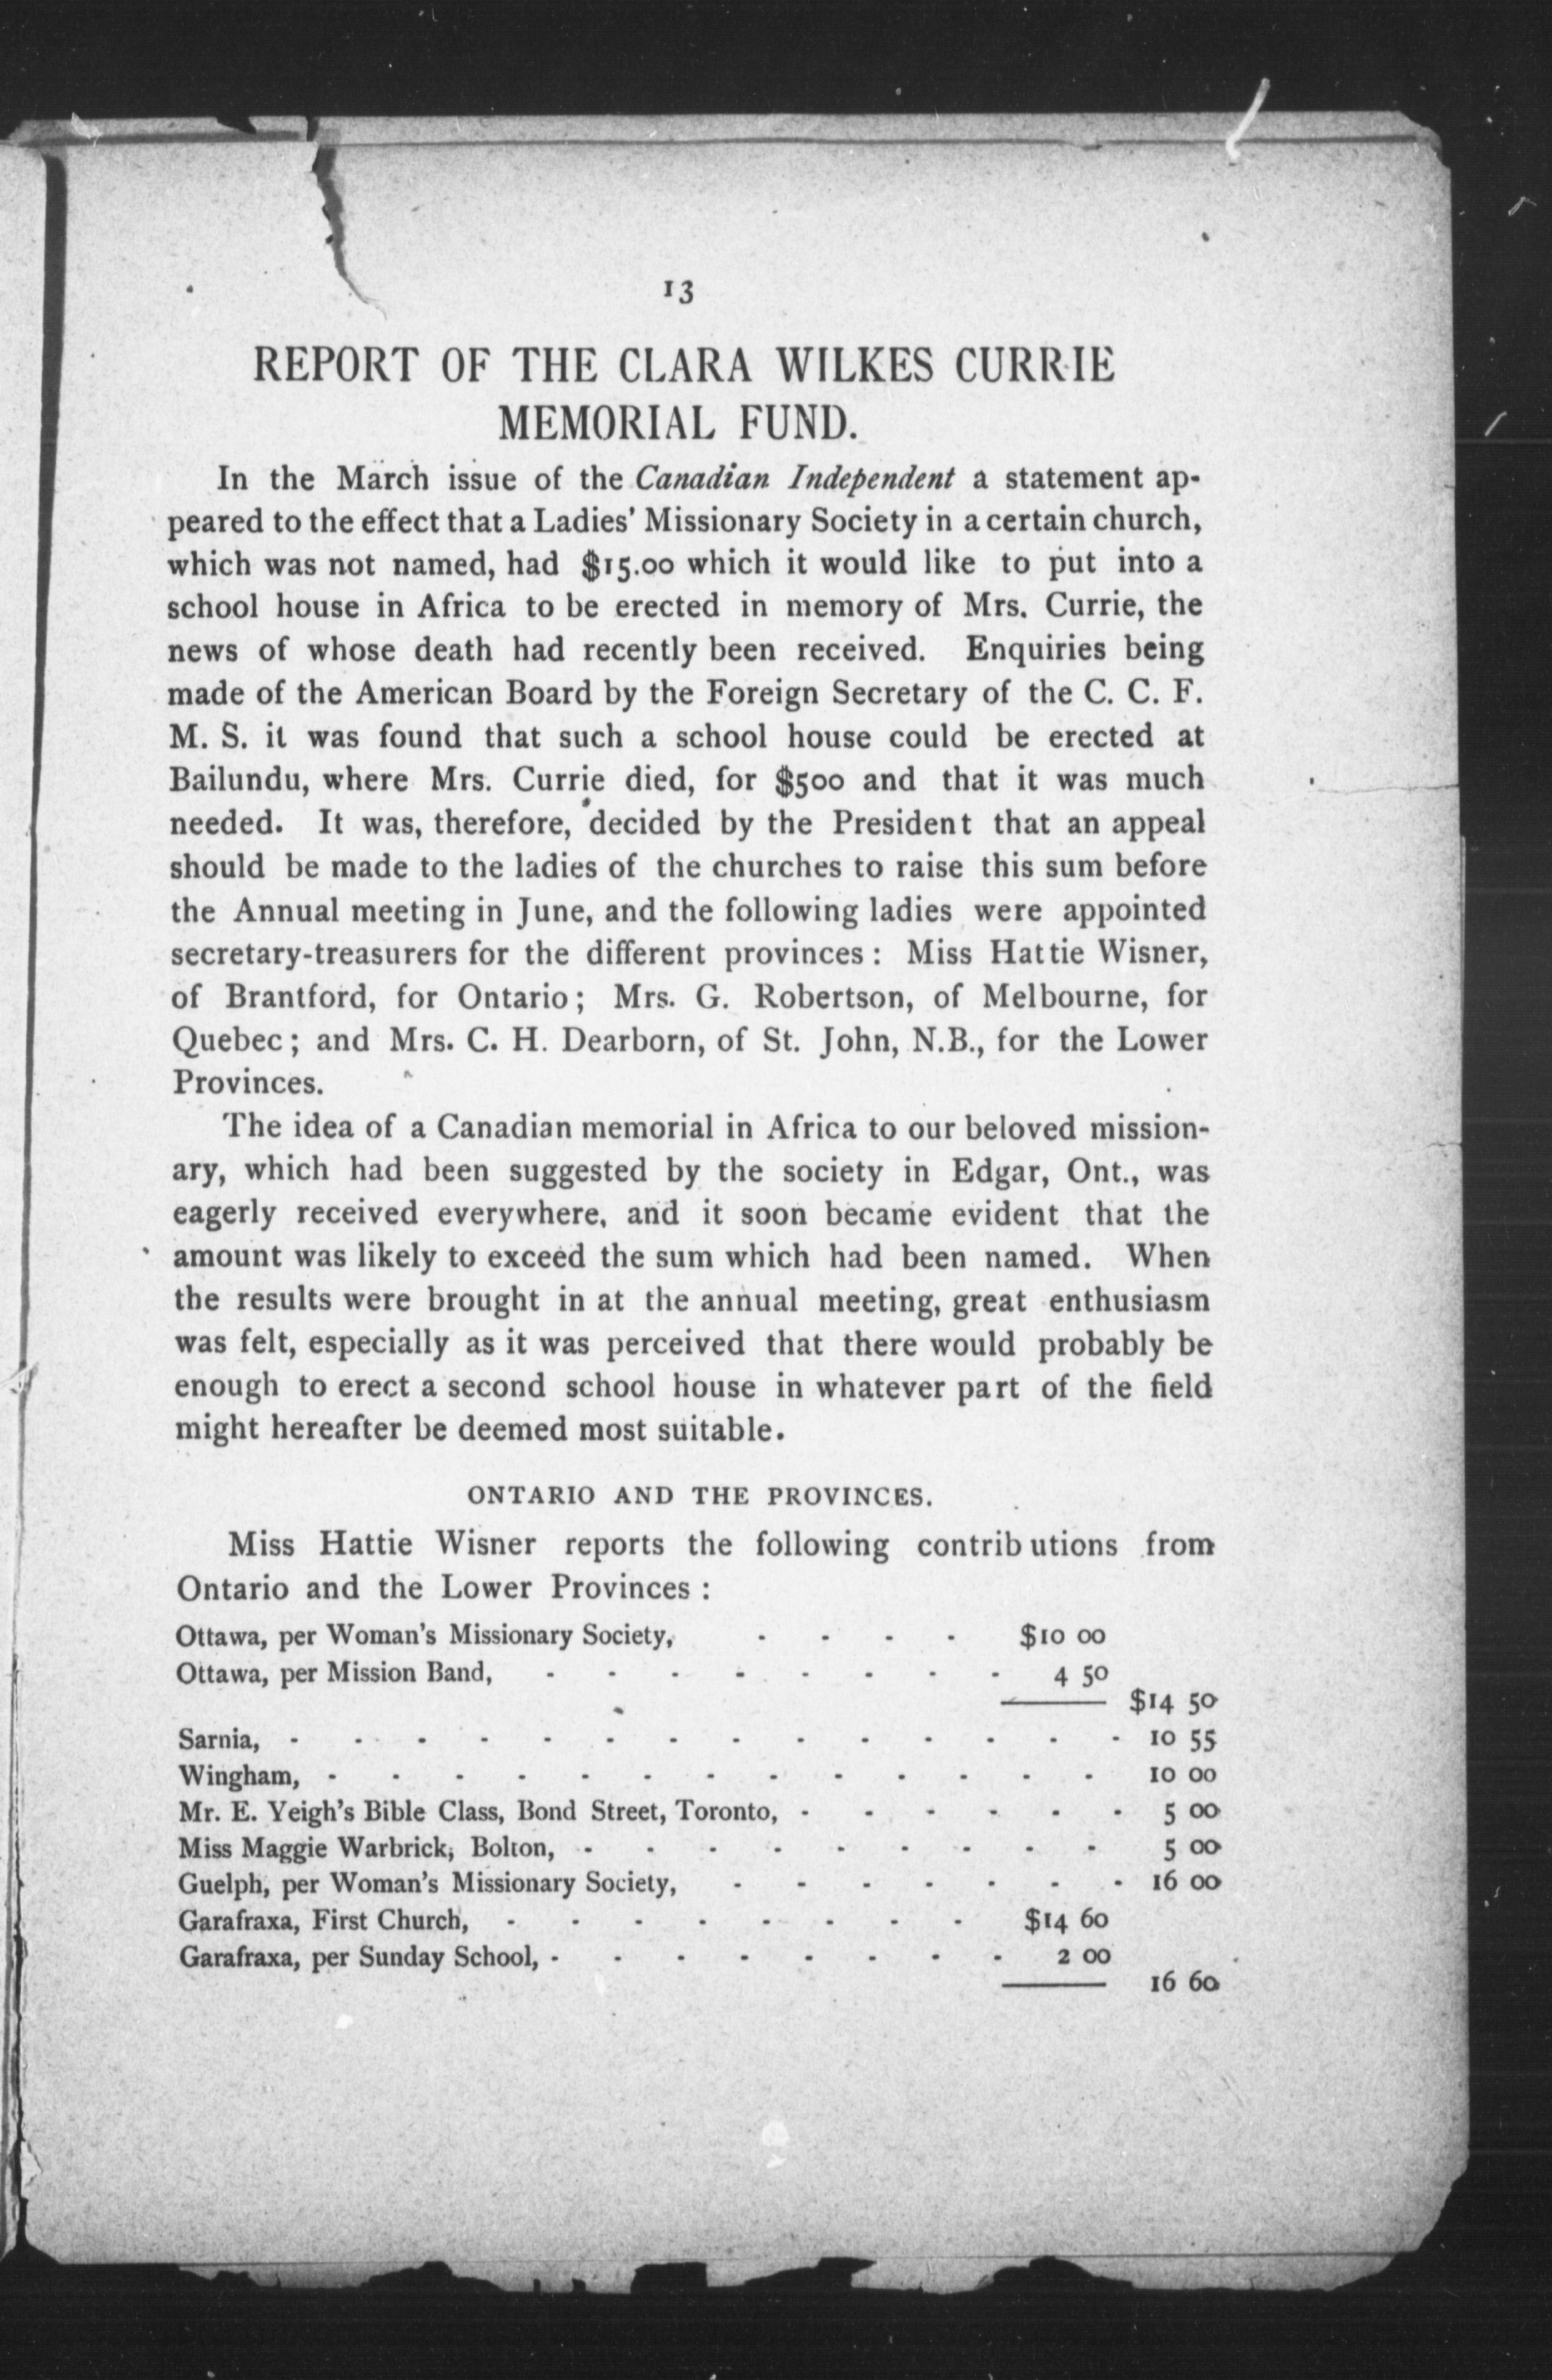 13
REPORT OF THE CLARA WILKES CURRIE
MEMORIAL FUND.
In the March issue of the Canadian Independent a statement ap-
peared to the effect that a Ladies' Missionary Society in a certain church,
which was not named, had $15.00 which it would like to put into a
school house in Africa to be erected in memory of Mrs. Currie, the
news of whose death had recently been received. Enquiries being
made of the American Board by the Foreign Secretary of the C. C. F.
M. S. it was found that such a school house could be erected at
Bailundu, where Mrs. Currie died, for $500 and that it was much
needed. It was, therefore, decided by the President that an appeal
should be made to the ladies of the churches to raise this sum before
the Annual meeting in June, and the following ladies were appointed
secretary-treasurers for the different provinces: Miss Hattie Wisner,
of Brantford, for Ontario; Mrs. G. Robertson, of Melbourne, for
Quebec; and Mrs. C. H. Dearborn, of St. John, N.B., for the Lower
Provinces.
The idea of a Canadian memorial in Africa to our beloved mission-
ary, which had been suggested by the society in Edgar, Ont., was
eagerly received everywhere, and it soon became evident that the
amount was likely to exceed the sum which had been named. When
the results were brought in at the annual meeting, great enthusiasm
was felt, especially as it was perceived that there would probably be
enough to erect a second school house in whatever part of the field
might hereafter be deemed most suitable.
ONTARIO AND THE PROVINCES.
Miss Hattie Wisner reports the following contributions from
Ontario and the Lower Provinces :
Ottawa, per Woman's Missionary Society, - - - - $10 00
Ottawa, per Mission Band, - - - - - - - - 4 50
$14 50
Sarnia, - - - - - - - - - - - - - - 10 55
Wingham, - - - - - - - - - - - - - 10 00
Mr. E. Yeigh's Bible Class, Bond Street, Toronto, - - - - - - 5 00
Miss Maggie Warbrick, Bolton, - - - - - - - - - 5 00
Guelph, per Woman's Missionary Society, - - - - - - - 16 00
Garafraxa, First Church, - - - - - - - - $14 60
Garafraxa, per Sunday School, - - - - - - - - 2 00
16 60